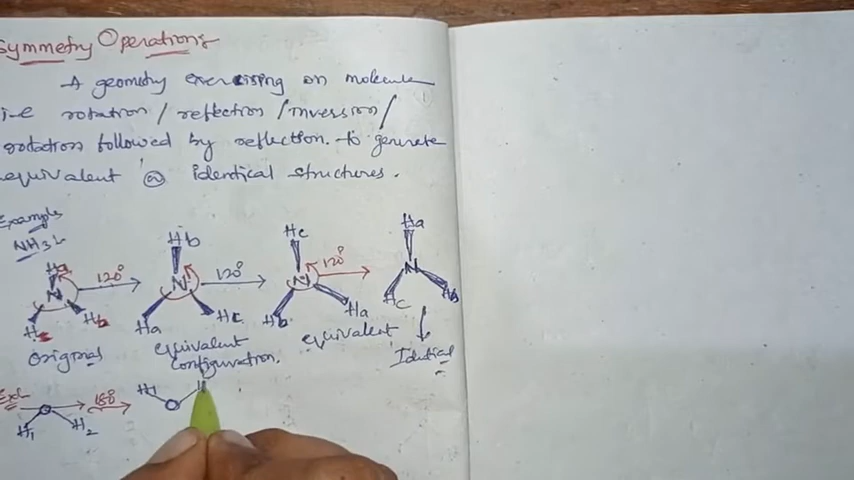 Symmetry Operations
A geometry exercising on molecule
i.e rotation / reflection / inversion /
rotation followed by reflection. to generate
equivalent (or) identical structures.
Example
NH3
Ha Hb Hc Ha
N 120° N 120° N 120° N
Hc Hb Ha Hc Hb Ha Hc Hb
original equivalent configuration. equivalent Identical
Ex: 180° H1
O O
H1 H2